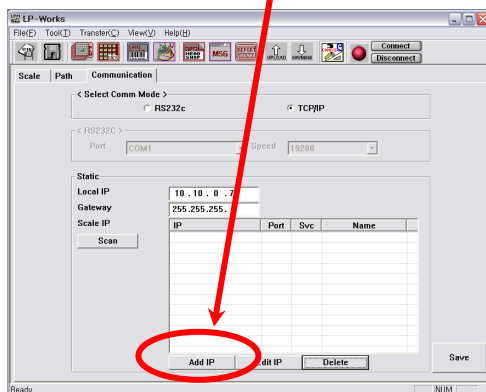 LP-Works
File(F) Tool(T) Transfer(C) View(V) Help(H)
MSG REPORT UPLOAD DOWNLOAD Connect
Disconnect
Scale Path Communication
< Select Comm Mode >
RS232c TCP/IP
< RS232C >
Port COM1 Speed 19200
Static
Local IP 10 . 10 . 0 . 7
Gateway 255.255.255.
Scale IP IP Port Svc Name
Scan
Add IP Edit IP Delete Save
Ready NUM